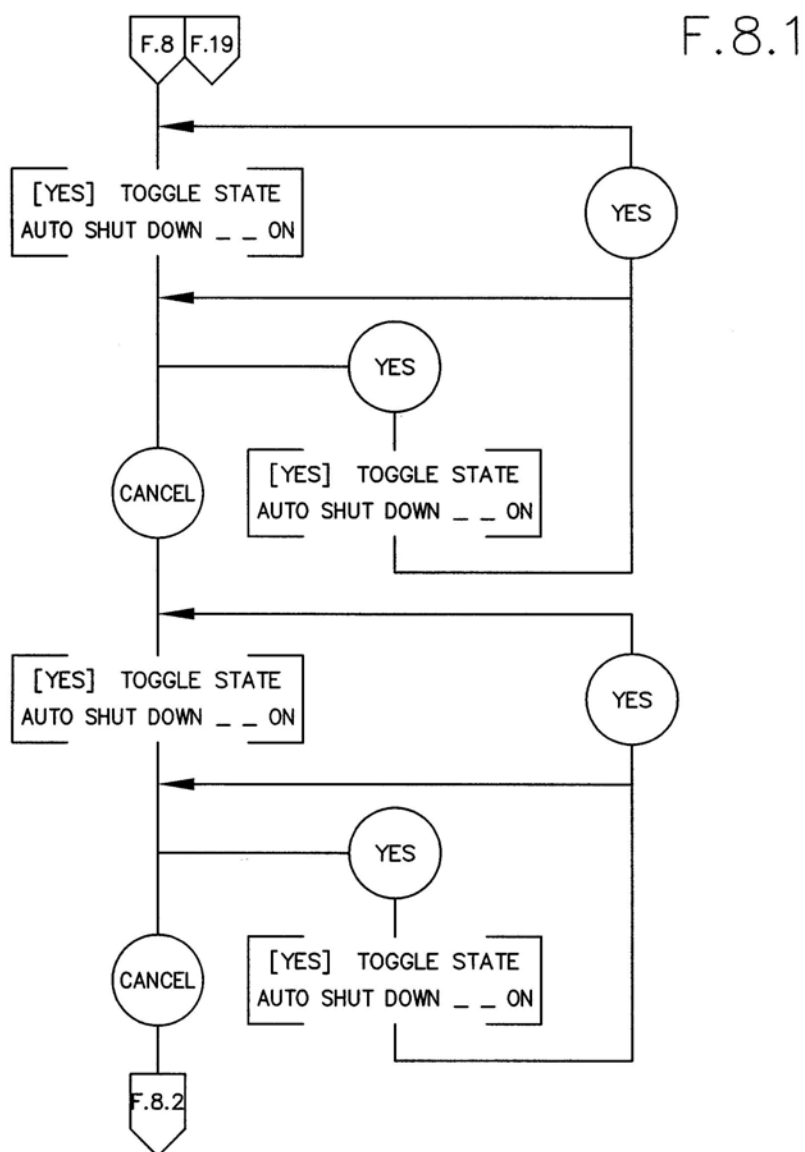 F.8.1
F.8 F.19
[YES] TOGGLE STATE
AUTO SHUT DOWN _ _ ON
YES
YES
[YES] TOGGLE STATE
AUTO SHUT DOWN _ _ ON
CANCEL
[YES] TOGGLE STATE
AUTO SHUT DOWN _ _ ON
YES
YES
[YES] TOGGLE STATE
AUTO SHUT DOWN _ _ ON
CANCEL
F.8.2